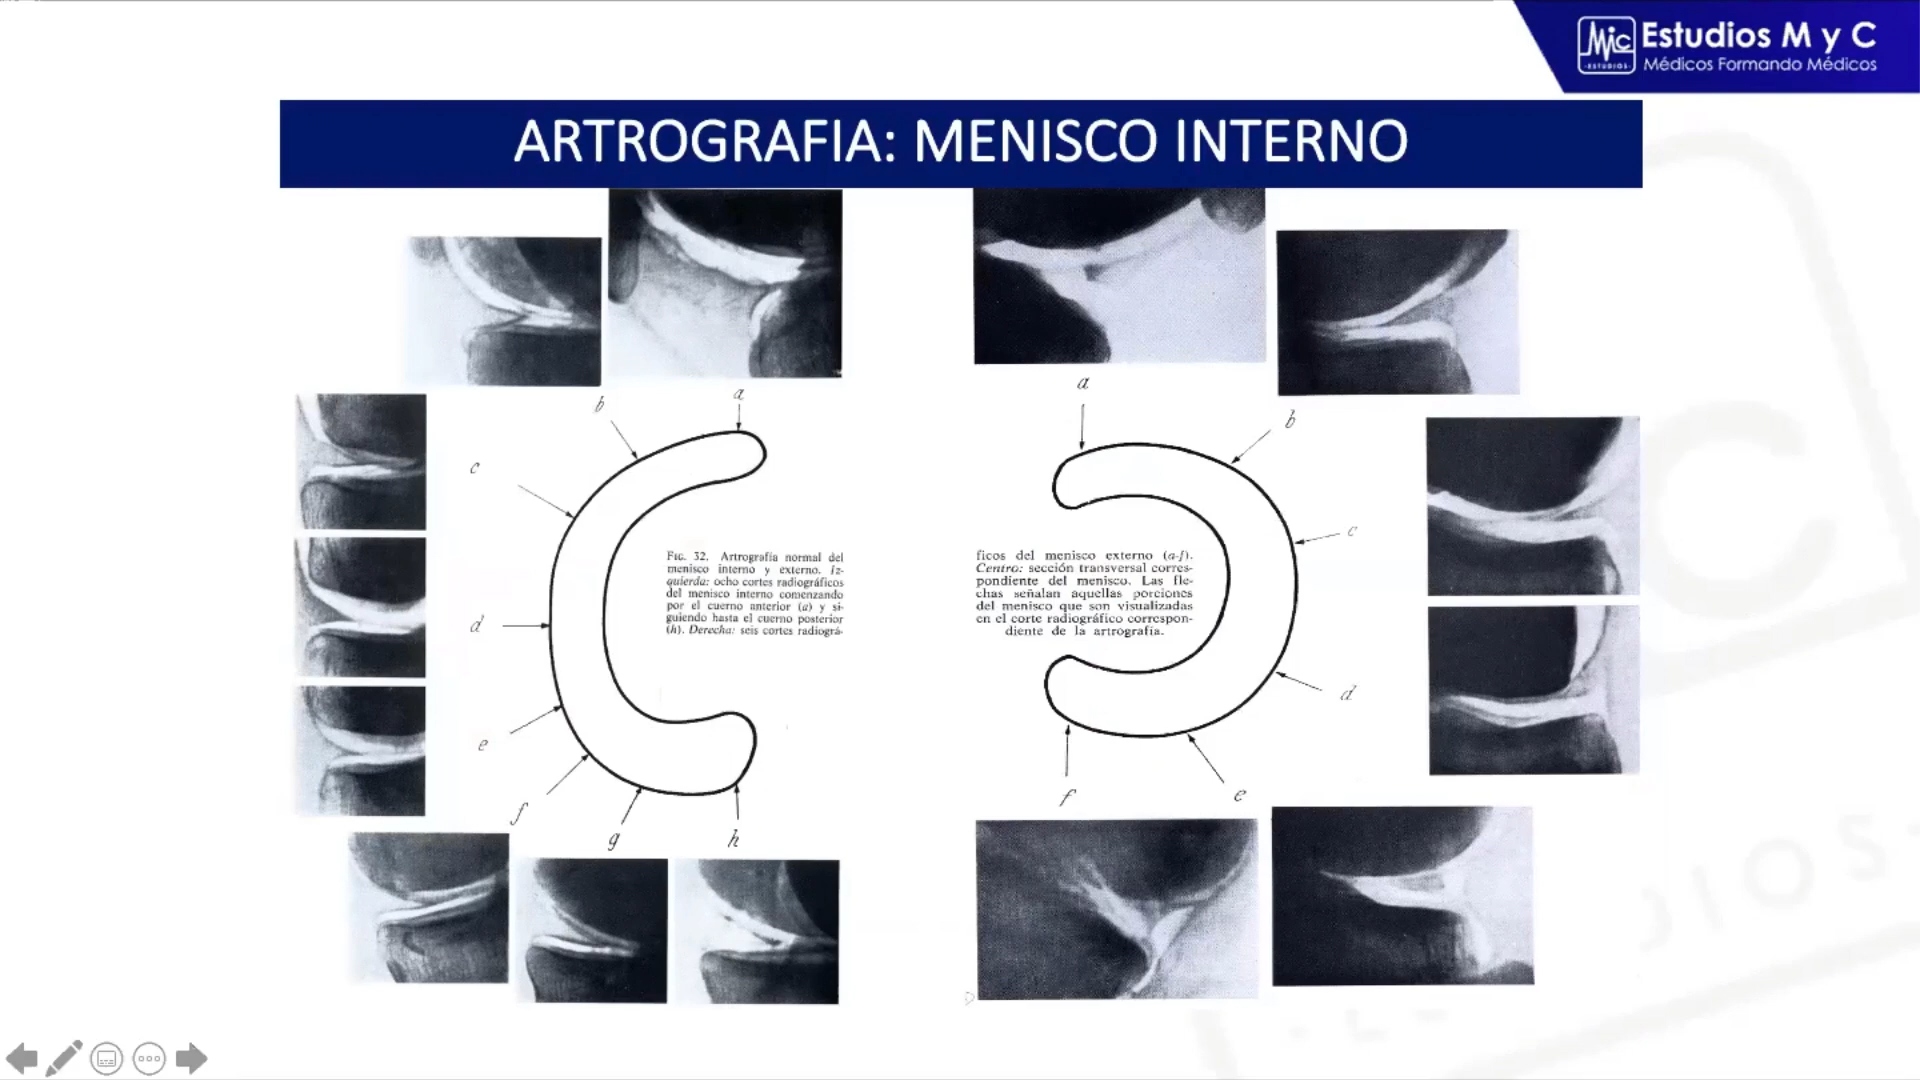 Mic
-ESTUDIOS-
Estudios M y C
Médicos Formando Médicos
ARTROGRAFIA: MENISCO INTERNO
a
b
c
d
e
f
g
h
FIG. 32. Artrografía normal del
menisco interno y externo. Iz-
quierda: ocho cortes radiográficos
del menisco interno comenzando
por el cuerno anterior (a) y si-
guiendo hasta el cuerno posterior
(h). Derecha: seis cortes radiográ-
a
b
c
d
e
f
ficos del menisco externo (a-f).
Centro: sección transversal corres-
pondiente del menisco. Las fle-
chas señalan aquellas porciones
del menisco que son visualizadas
en el corte radiográfico correspon-
diente de la artrografía.